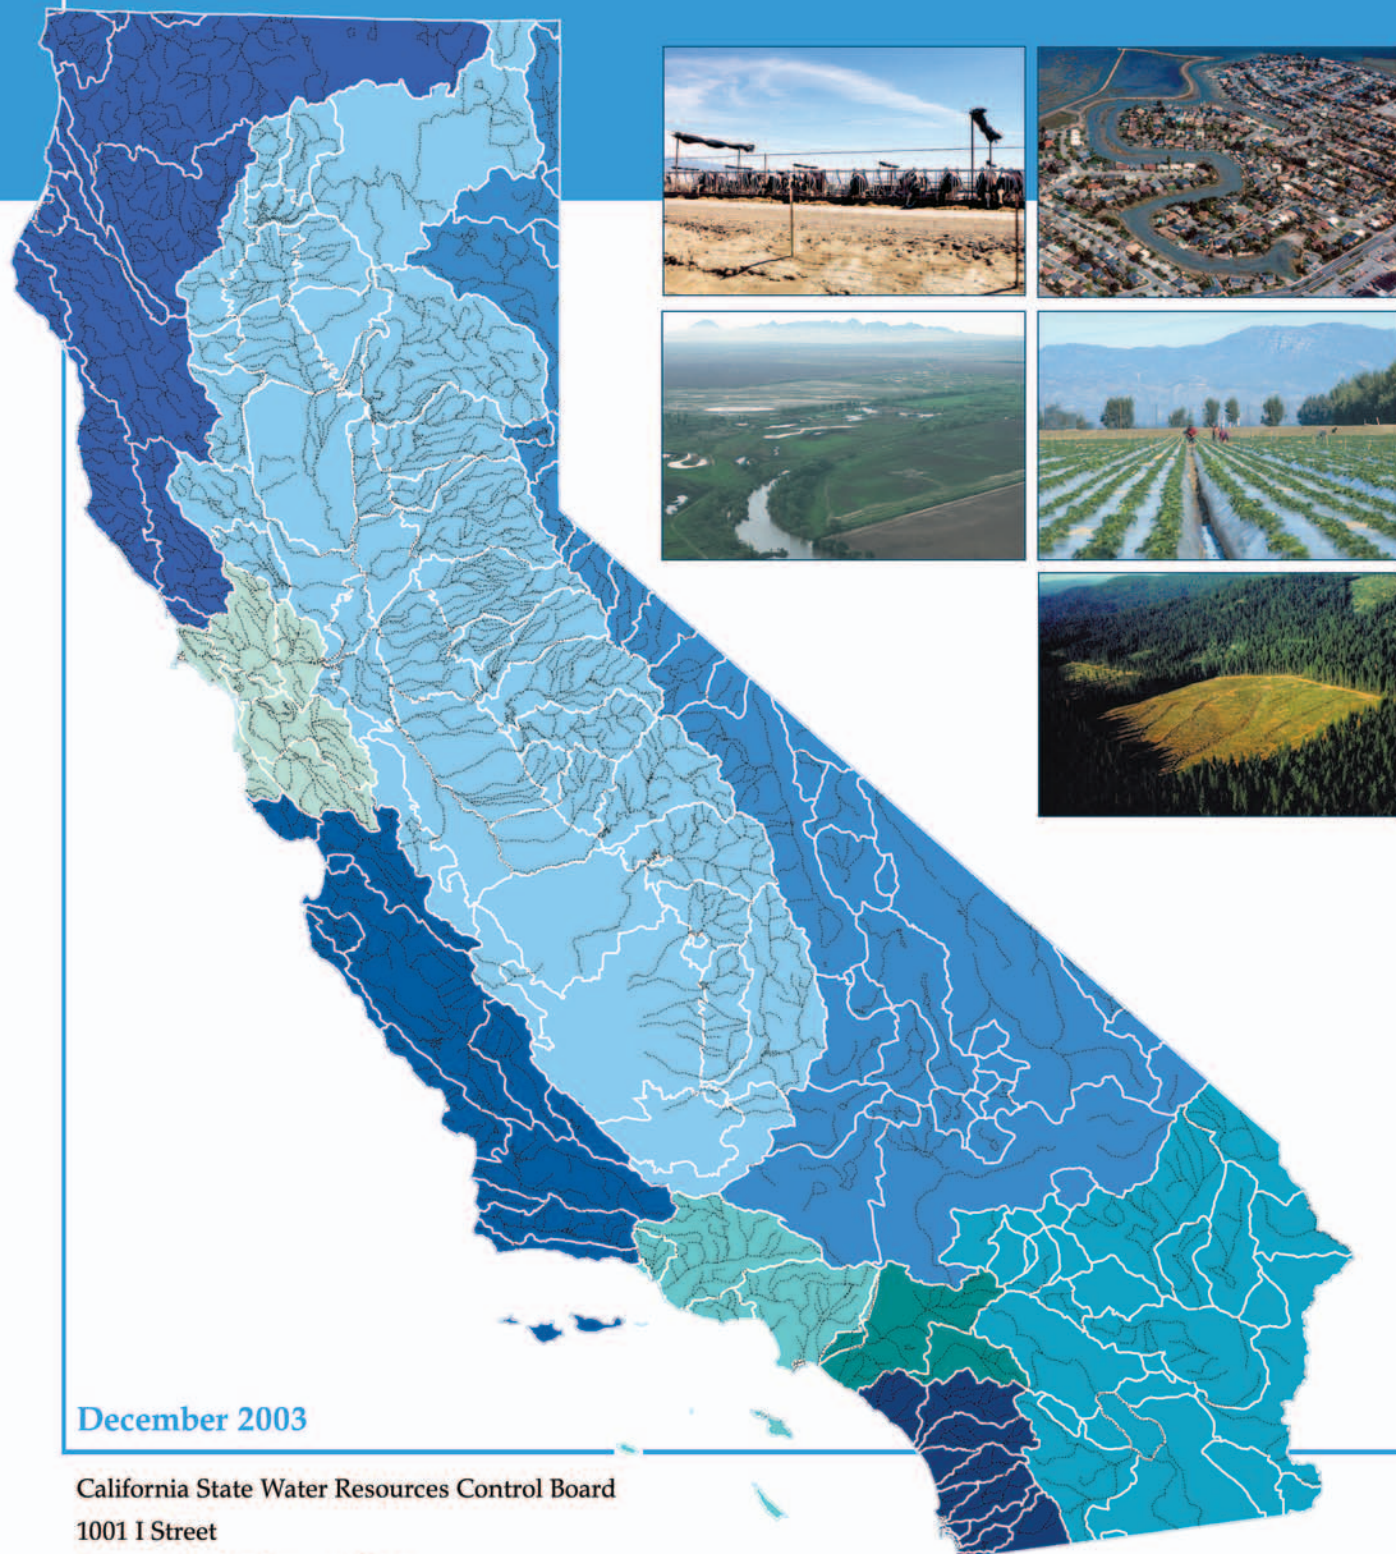 December 2003
California State Water Resources Control Board
1001 I Street